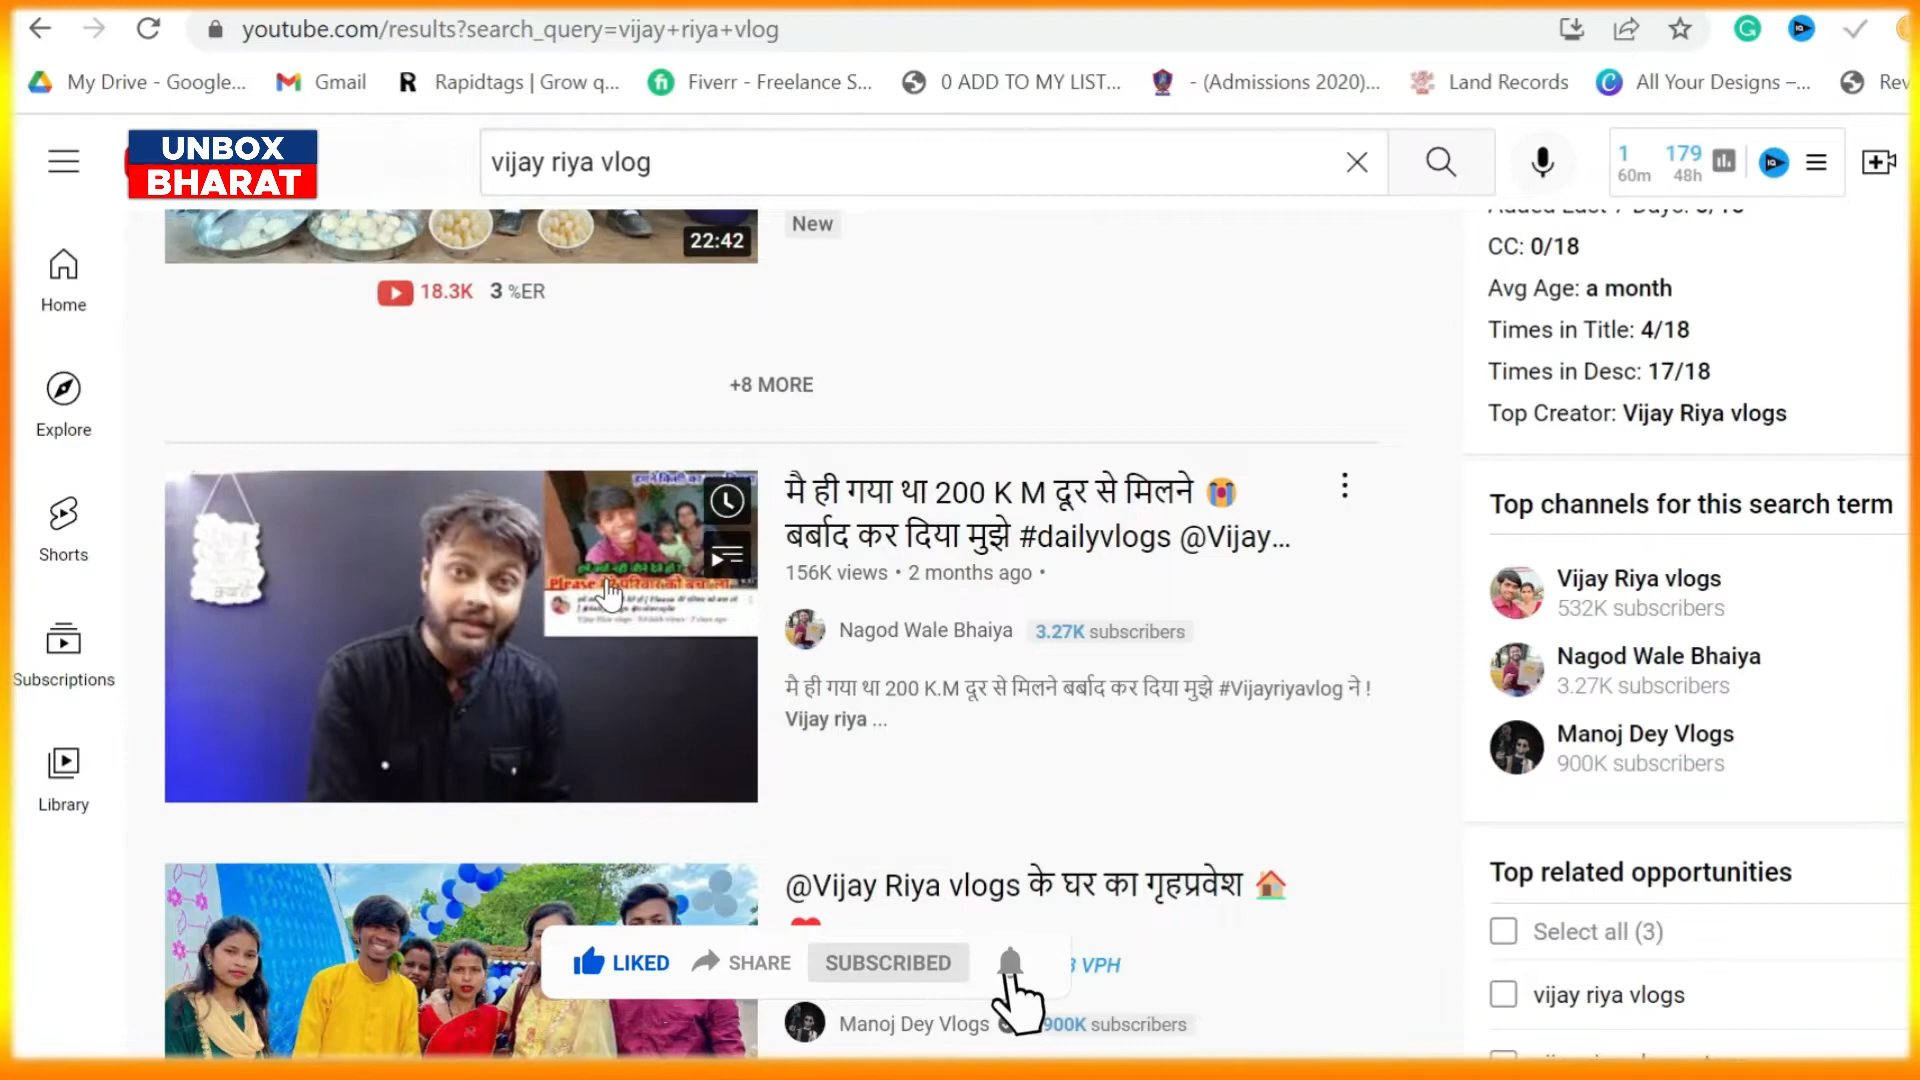 youtube.com/results?search_query=vijay+riya+vlog
My Drive - Google...
Gmail
Rapidtags | Grow q...
Fiverr - Freelance S...
0 ADD TO MY LIST...
- (Admissions 2020)...
Land Records
All Your Designs –...
Rev
UNBOX
BHARAT
vijay riya vlog
1 179
60m 48h
Home
Explore
Shorts
Subscriptions
Library
22:42
New
18.3K 3 %ER
+8 MORE
मै ही गया था 200 K M दूर से मिलने 😭
बर्बाद कर दिया मुझे #dailyvlogs @Vijay...
156K views • 2 months ago •
Nagod Wale Bhaiya 3.27K subscribers
मै ही गया था 200 K.M दूर से मिलने बर्बाद कर दिया मुझे #Vijayriyavlog ने !
Vijay riya ...
@Vijay Riya vlogs के घर का गृहप्रवेश 🏠
❤
LIKED SHARE SUBSCRIBED
VPH
Manoj Dey Vlogs 900K subscribers
CC: 0/18
Avg Age: a month
Times in Title: 4/18
Times in Desc: 17/18
Top Creator: Vijay Riya vlogs
Top channels for this search term
Vijay Riya vlogs
532K subscribers
Nagod Wale Bhaiya
3.27K subscribers
Manoj Dey Vlogs
900K subscribers
Top related opportunities
Select all (3)
vijay riya vlogs